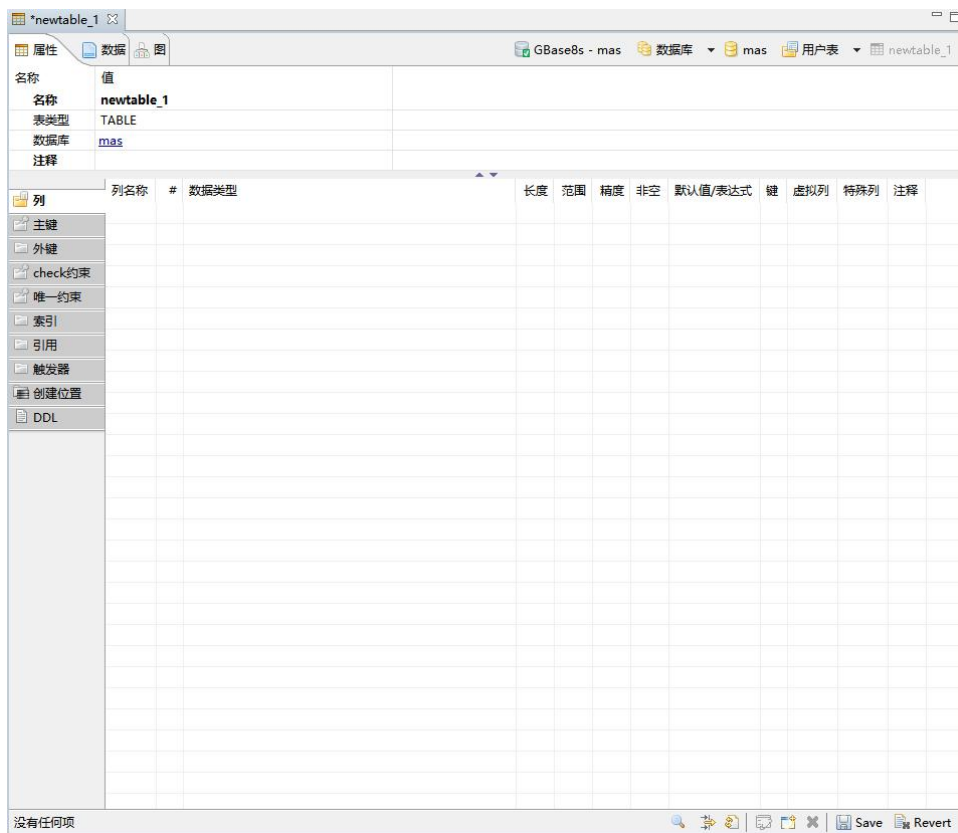 *newtable_1
属性 数据 图 GBase8s - mas 数据库 mas 用户表 newtable_1
名称 值
名称 newtable_1
表类型 TABLE
数据库 mas
注释
列名称 # 数据类型 长度 范围 精度 非空 默认值/表达式 键 虚拟列 特殊列 注释
列
主键
外键
check约束
唯一约束
索引
引用
触发器
创建位置
DDL
没有任何项 Save Revert